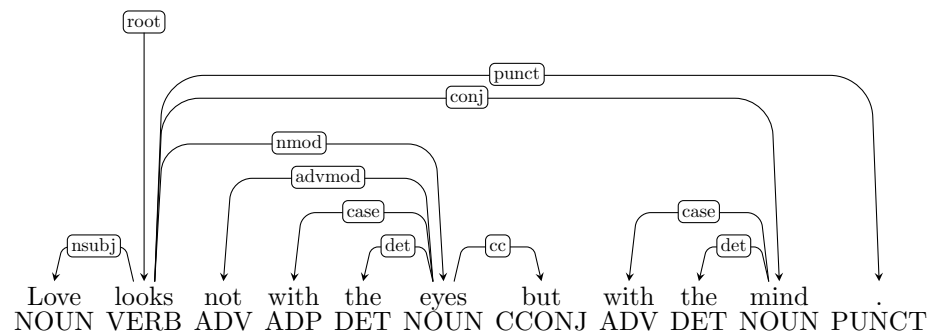 root
punct
conj
nmod
advmod
case case
nsubj det cc det
Love looks not with the eyes but with the mind .
NOUN VERB ADV ADP DET NOUN CCONJ ADV DET NOUN PUNCT